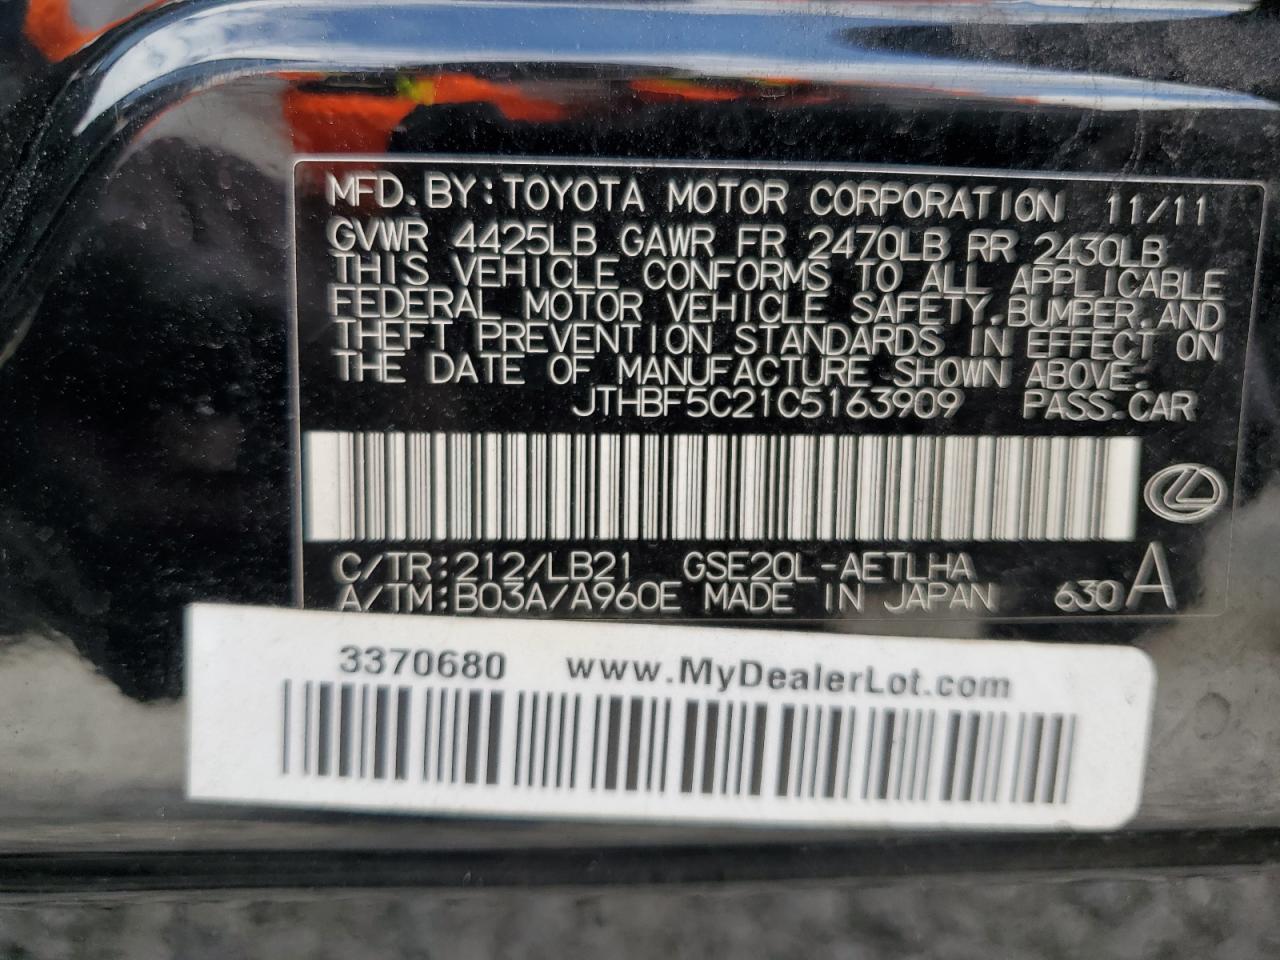 MFD. BY: TOYOTA MOTOR CORPORATION 11/11
GVWR 4425LB GAWR FR 2470LB RR 2430LB
THIS VEHICLE CONFORMS TO ALL APPLICABLE
FEDERAL MOTOR VEHICLE SAFETY, BUMPER, AND
THEFT PREVENTION STANDARDS IN EFFECT ON
THE DATE OF MANUFACTURE SHOWN ABOVE.
JTHBF5C21C5163909 PASS. CAR
C/TR: 212/LB21 GSE20L-AETLHA
A/TM: B03A/A960E MADE IN JAPAN 630 A
3370680 www.MyDealerLot.com